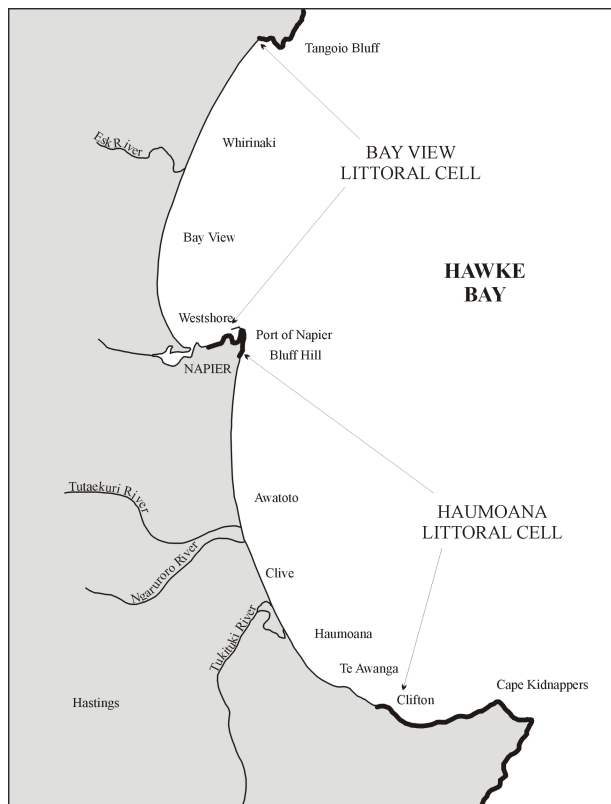 Tangoio Bluff
Esk River
Whirinaki
BAY VIEW
LITTORAL CELL
Bay View
HAWKE
BAY
Westshore
Port of Napier
Bluff Hill
NAPIER
Tutaekuri River
Awatoto
HAUMOANA
LITTORAL CELL
Ngaruroro River
Clive
Tukituki River
Haumoana
Te Awanga
Cape Kidnappers
Clifton
Hastings